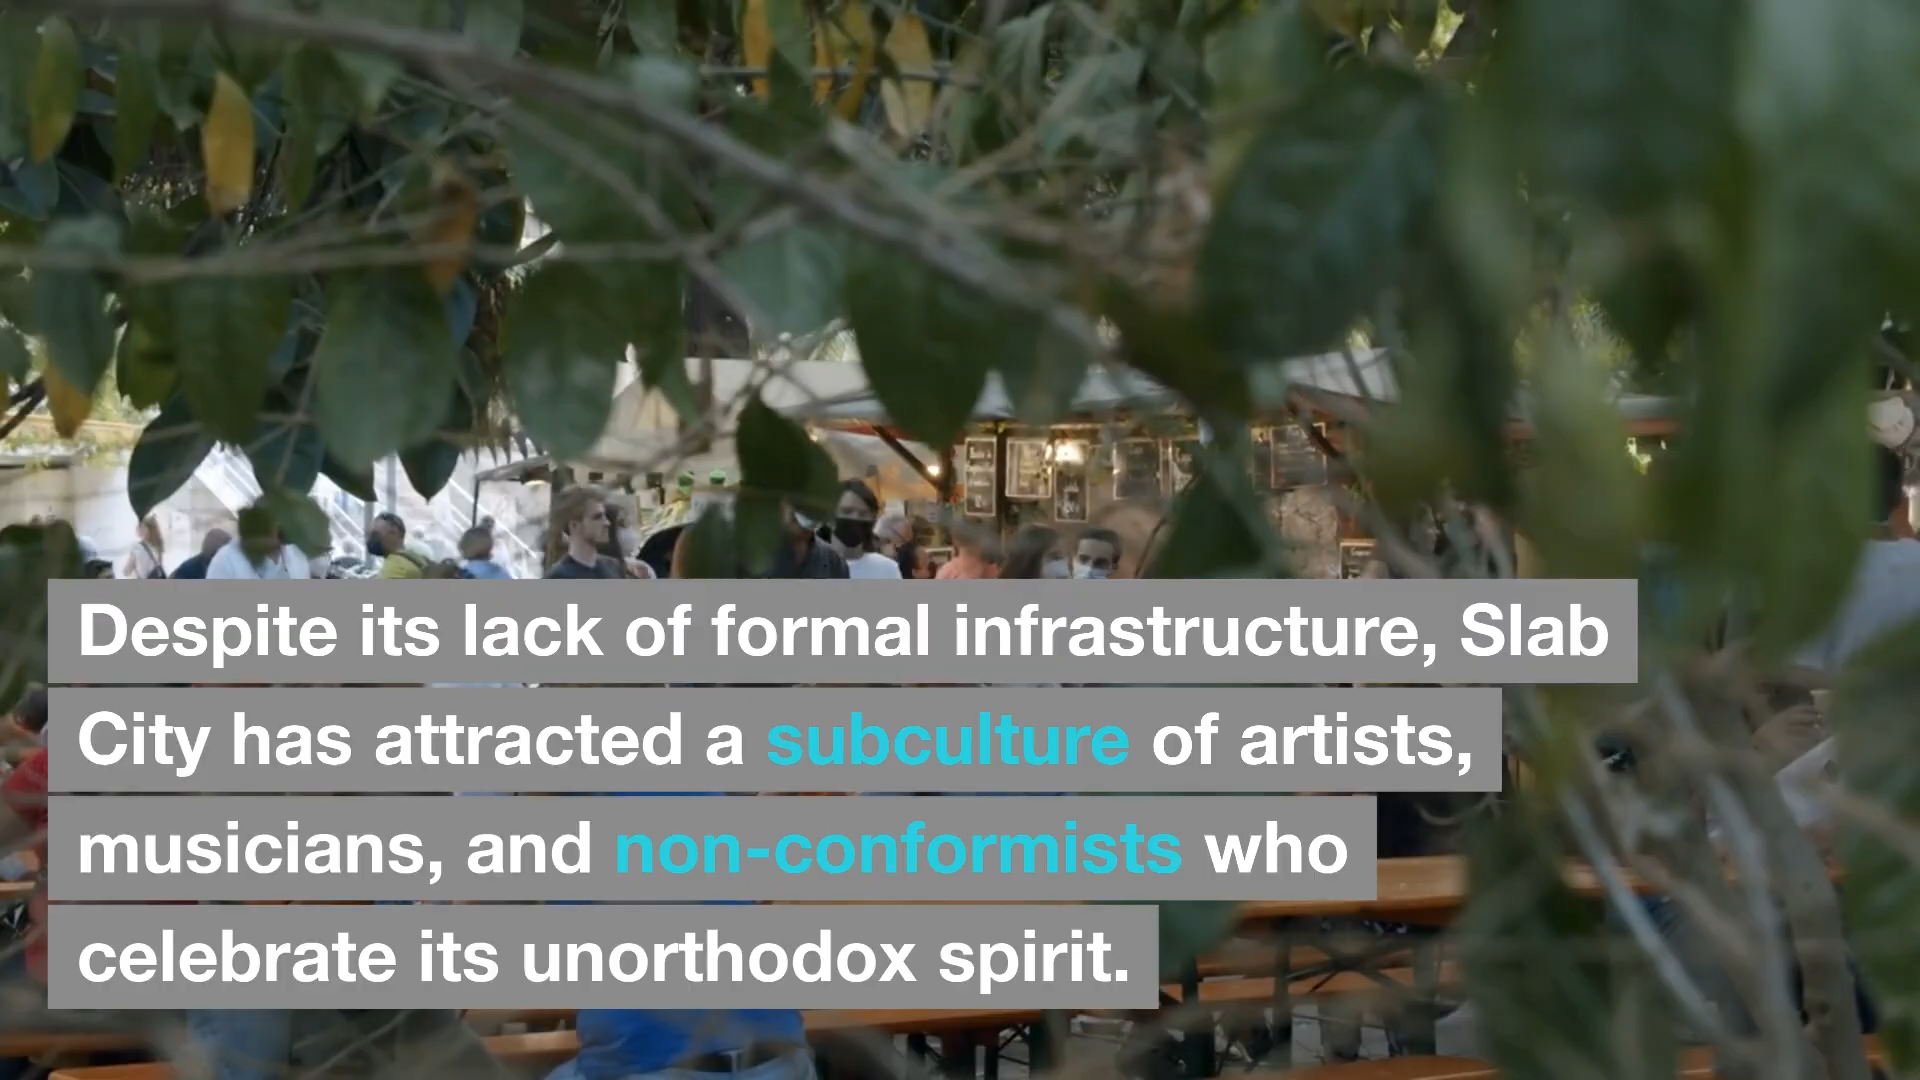 Despite its lack of formal infrastructure, Slab
City has attracted a subculture of artists,
musicians, and non-conformists who
celebrate its unorthodox spirit.